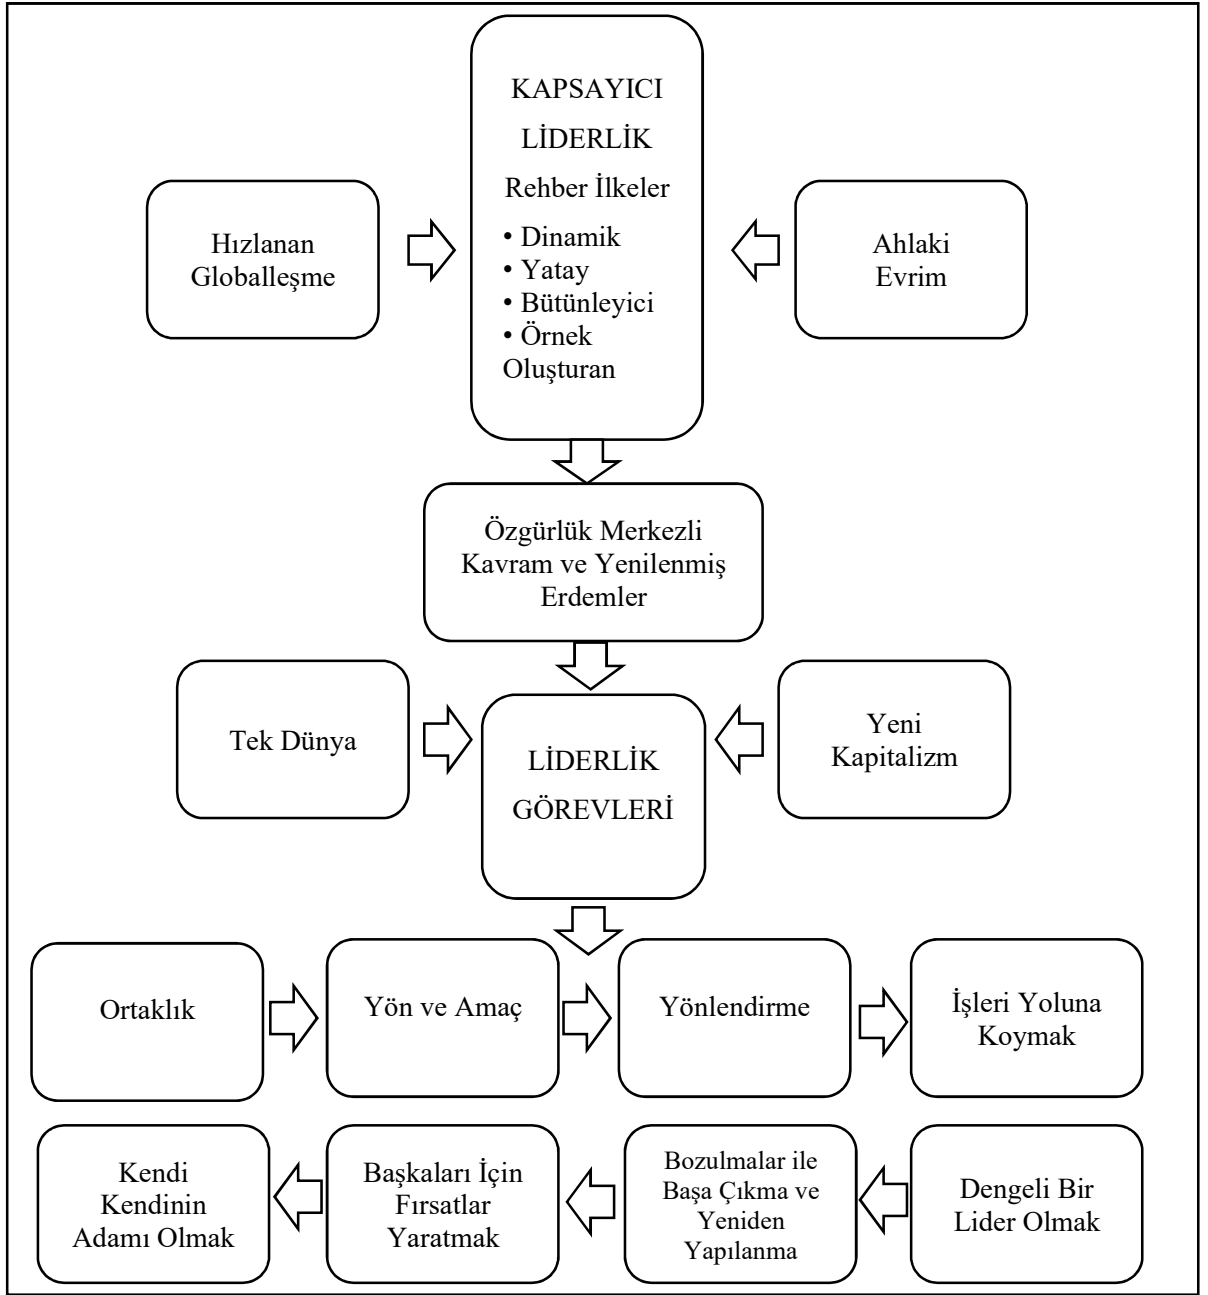 KAPSAYICI
LİDERLİK
Rehber İlkeler
• Dinamik
• Yatay
• Bütünleyici
• Örnek
Oluşturan
Hızlanan
Globalleşme
Ahlaki
Evrim
Özgürlük Merkezli
Kavram ve Yenilenmiş
Erdemler
Tek Dünya
LİDERLİK
GÖREVLERİ
Yeni
Kapitalizm
Ortaklık
Yön ve Amaç
Yönlendirme
İşleri Yoluna
Koymak
Kendi
Kendinin
Adamı Olmak
Başkaları İçin
Fırsatlar
Yaratmak
Bozulmalar ile
Başa Çıkma ve
Yeniden
Yapılanma
Dengeli Bir
Lider Olmak